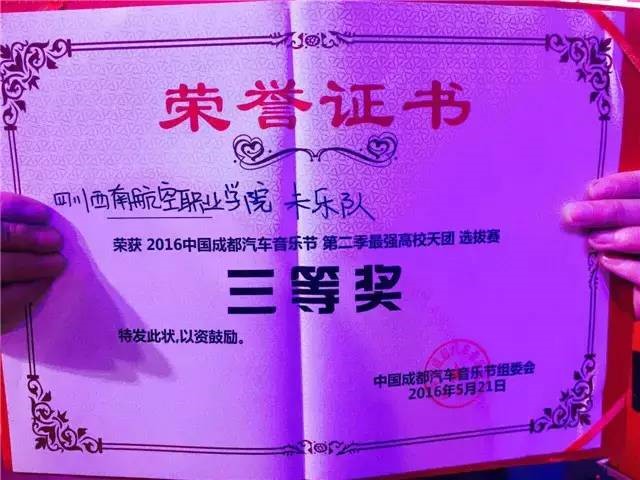 荣誉证书
四川西南航空职业学院 未乐队
荣获 2016中国成都汽车音乐节 第二季最强高校天团 选拔赛
三等奖
特发此状,以资鼓励。
中国成都汽车音乐节组委会
2016年5月21日